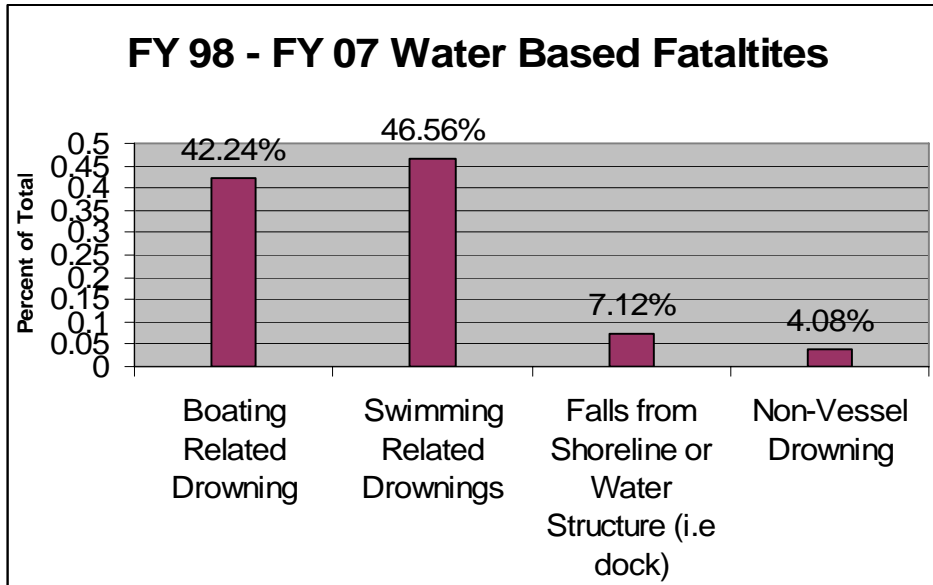 FY 98 - FY 07 Water Based Fataltites
Percent of Total
0.5
0.45
0.4
0.35
0.3
0.25
0.2
0.15
0.1
0.05
0
42.24%
46.56%
7.12%
4.08%
Boating
Related
Drowning
Swimming
Related
Drownings
Falls from
Shoreline or
Water
Structure (i.e
dock)
Non-Vessel
Drowning